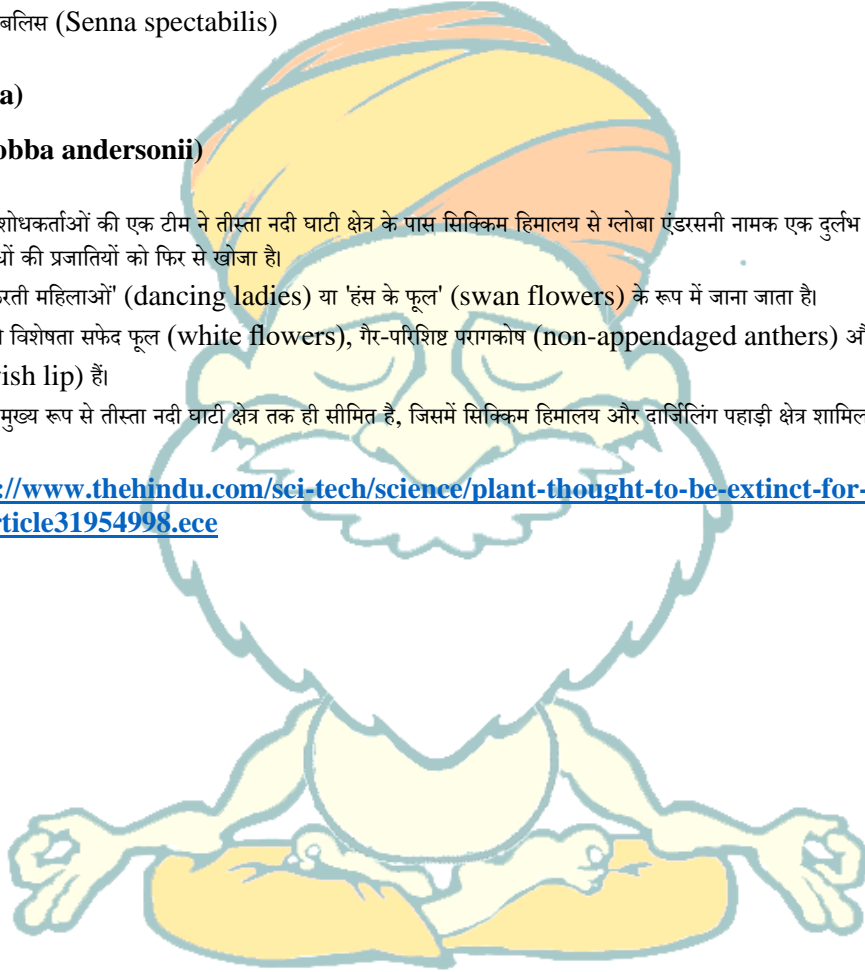 बलिस (Senna spectabilis)
a)
obba andersonii)
शोधकर्ताओं की एक टीम ने तीस्ता नदी घाटी क्षेत्र के पास सिक्किम हिमालय से ग्लोबा एंडरसनी नामक एक दुर्लभ
धों की प्रजातियों को फिर से खोजा है।
रती महिलाओं' (dancing ladies) या 'हंस के फूल' (swan flowers) के रूप में जाना जाता है।
विशेषता सफेद फूल (white flowers), गैर-परिशिष्ट परागकोष (non-appendaged anthers) औ
ish lip) हैं।
मुख्य रूप से तीस्ता नदी घाटी क्षेत्र तक ही सीमित है, जिसमें सिक्किम हिमालय और दार्जिलिंग पहाड़ी क्षेत्र शामिल
://www.thehindu.com/sci-tech/science/plant-thought-to-be-extinct-for-
rticle31954998.ece